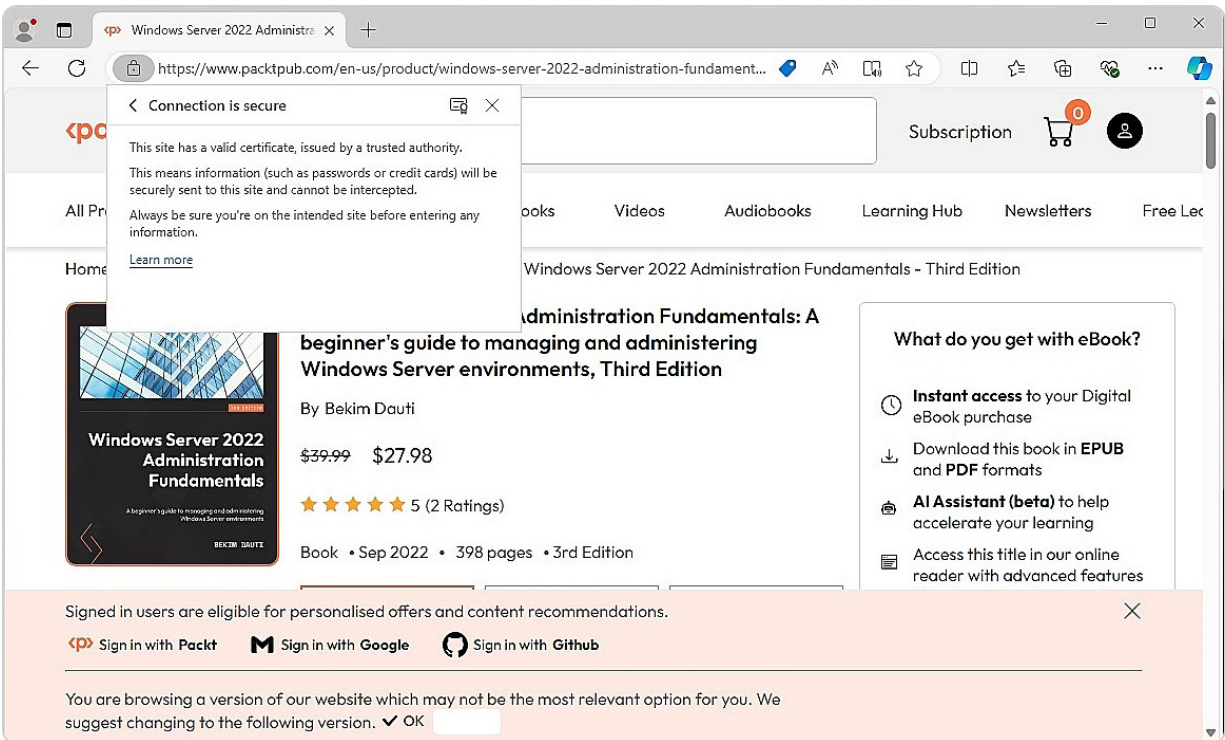 Windows Server 2022 Administra
https://www.packtpub.com/en-us/product/windows-server-2022-administration-fundament...
Connection is secure
This site has a valid certificate, issued by a trusted authority.
This means information (such as passwords or credit cards) will be
securely sent to this site and cannot be intercepted.
Always be sure you're on the intended site before entering any
information.
Learn more
<pa
Subscription
0
All Pr
ooks
Videos
Audiobooks
Learning Hub
Newsletters
Free Lea
Home
Windows Server 2022 Administration Fundamentals - Third Edition
Administration Fundamentals: A
beginner's guide to managing and administering
Windows Server environments, Third Edition
By Bekim Dauti
$39.99 $27.98
5 (2 Ratings)
Book • Sep 2022 • 398 pages • 3rd Edition
3RD EDITION
Windows Server 2022
Administration
Fundamentals
A beginner's guide to managing and administering
Windows Server environments
BEKIM DAUTI
What do you get with eBook?
Instant access to your Digital
eBook purchase
Download this book in EPUB
and PDF formats
AI Assistant (beta) to help
accelerate your learning
Access this title in our online
reader with advanced features
Signed in users are eligible for personalised offers and content recommendations.
<p> Sign in with Packt
Sign in with Google
Sign in with Github
You are browsing a version of our website which may not be the most relevant option for you. We
suggest changing to the following version. ✔ OK